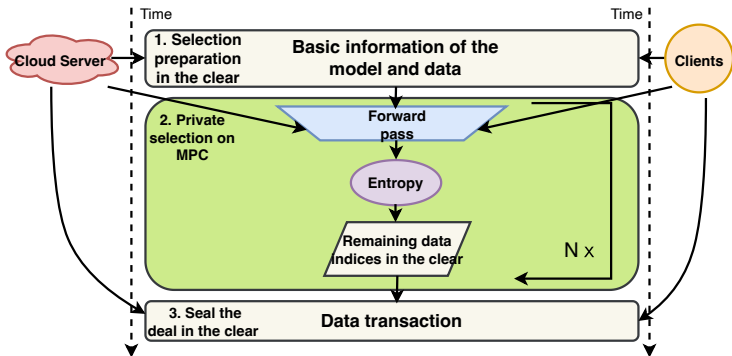 Time
Time
Cloud Server
1. Selection
preparation
in the clear
Basic information of the
model and data
Clients
2. Private
selection on
MPC
Forward
pass
Entropy
Remaining data
indices in the clear
N x
3. Seal the
deal in the clear
Data transaction